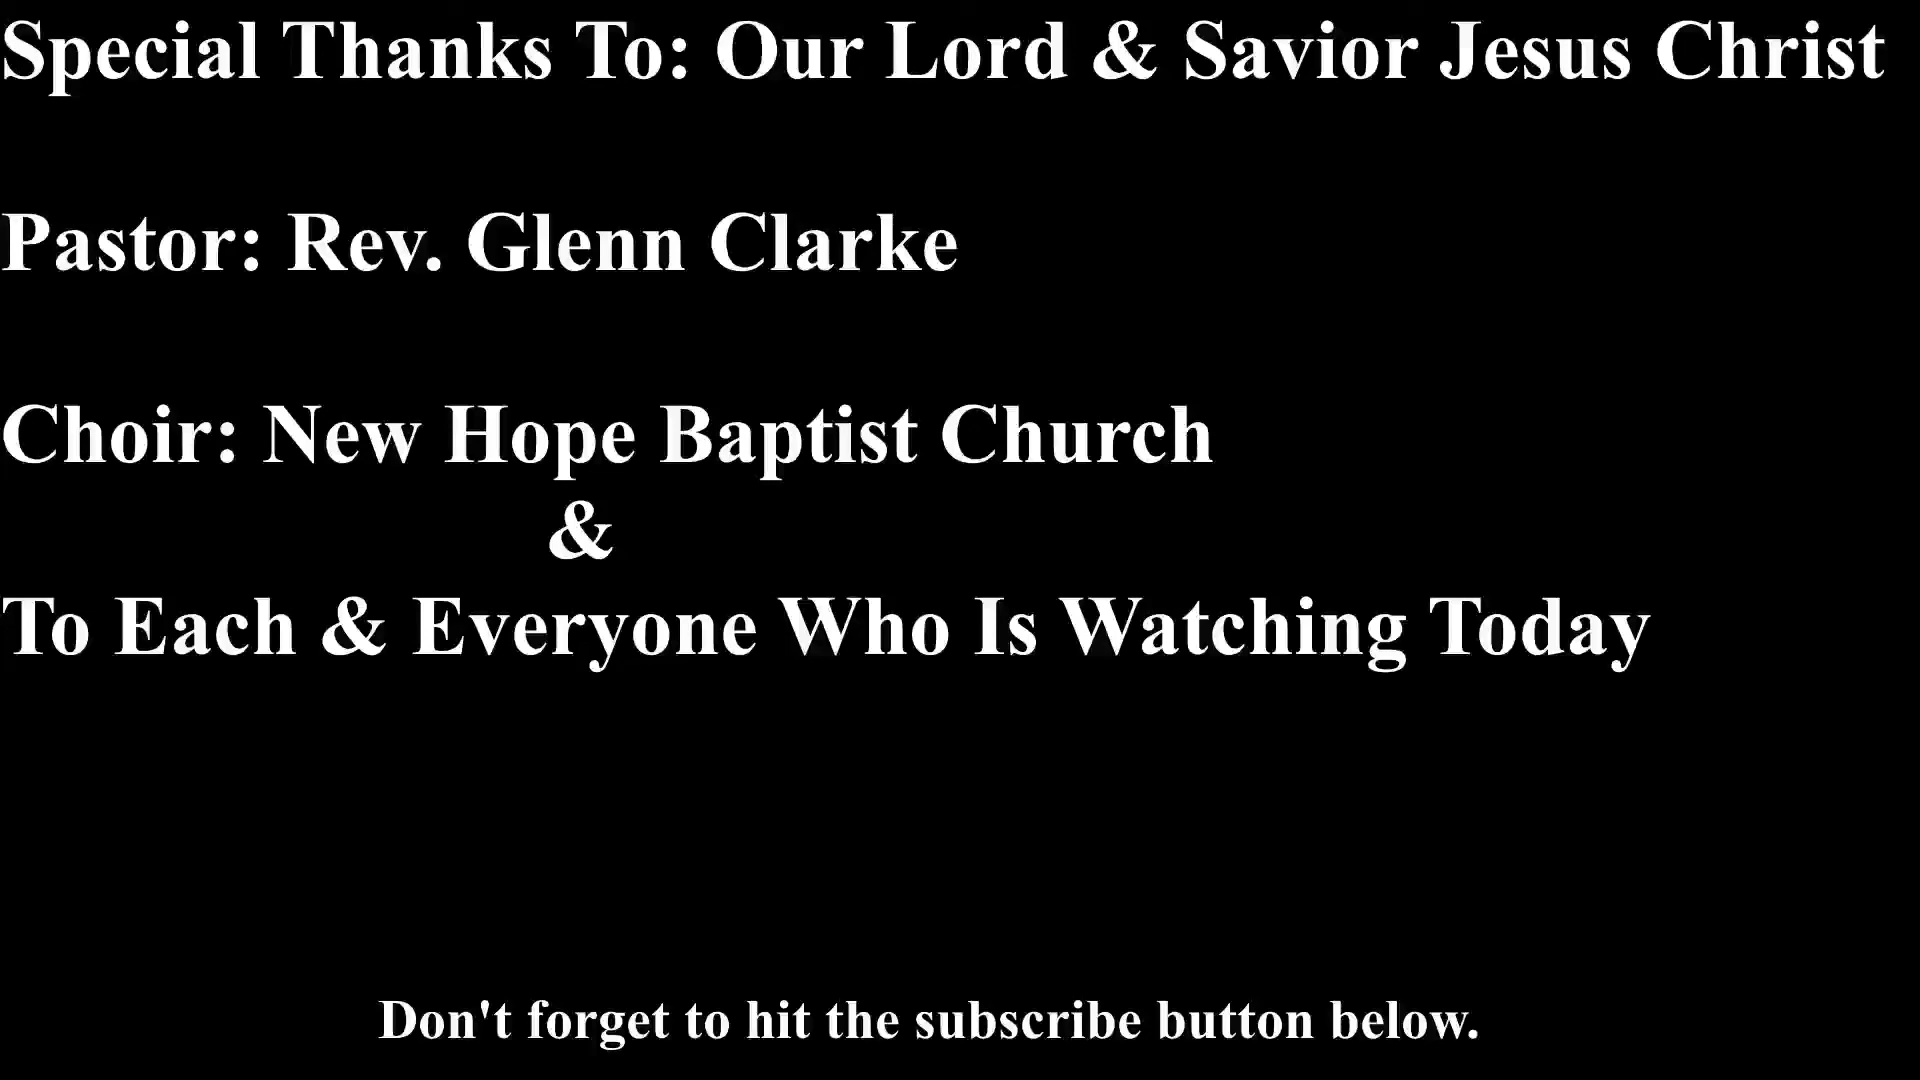 Special Thanks To: Our Lord & Savior Jesus Christ
Pastor: Rev. Glenn Clarke
Choir: New Hope Baptist Church
&
To Each & Everyone Who Is Watching Today
Don't forget to hit the subscribe button below.